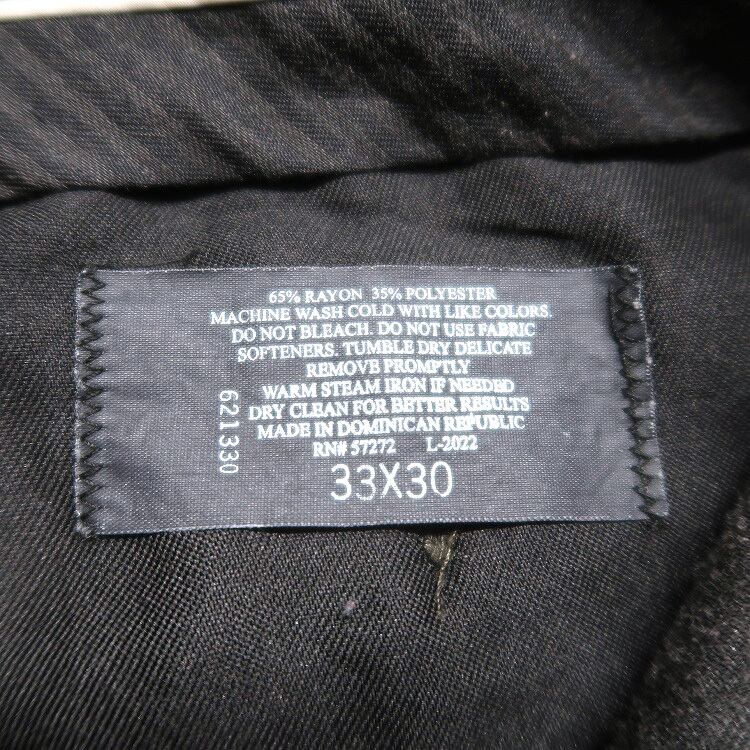 65% RAYON 35% POLYESTER
MACHINE WASH COLD WITH LIKE COLORS.
DO NOT BLEACH. DO NOT USE FABRIC
SOFTENERS. TUMBLE DRY DELICATE
REMOVE PROMPTLY
WARM STEAM IRON IF NEEDED
DRY CLEAN FOR BETTER RESULTS
MADE IN DOMINICAN REPUBLIC
RN# 57272 L-2022
33X30
621330